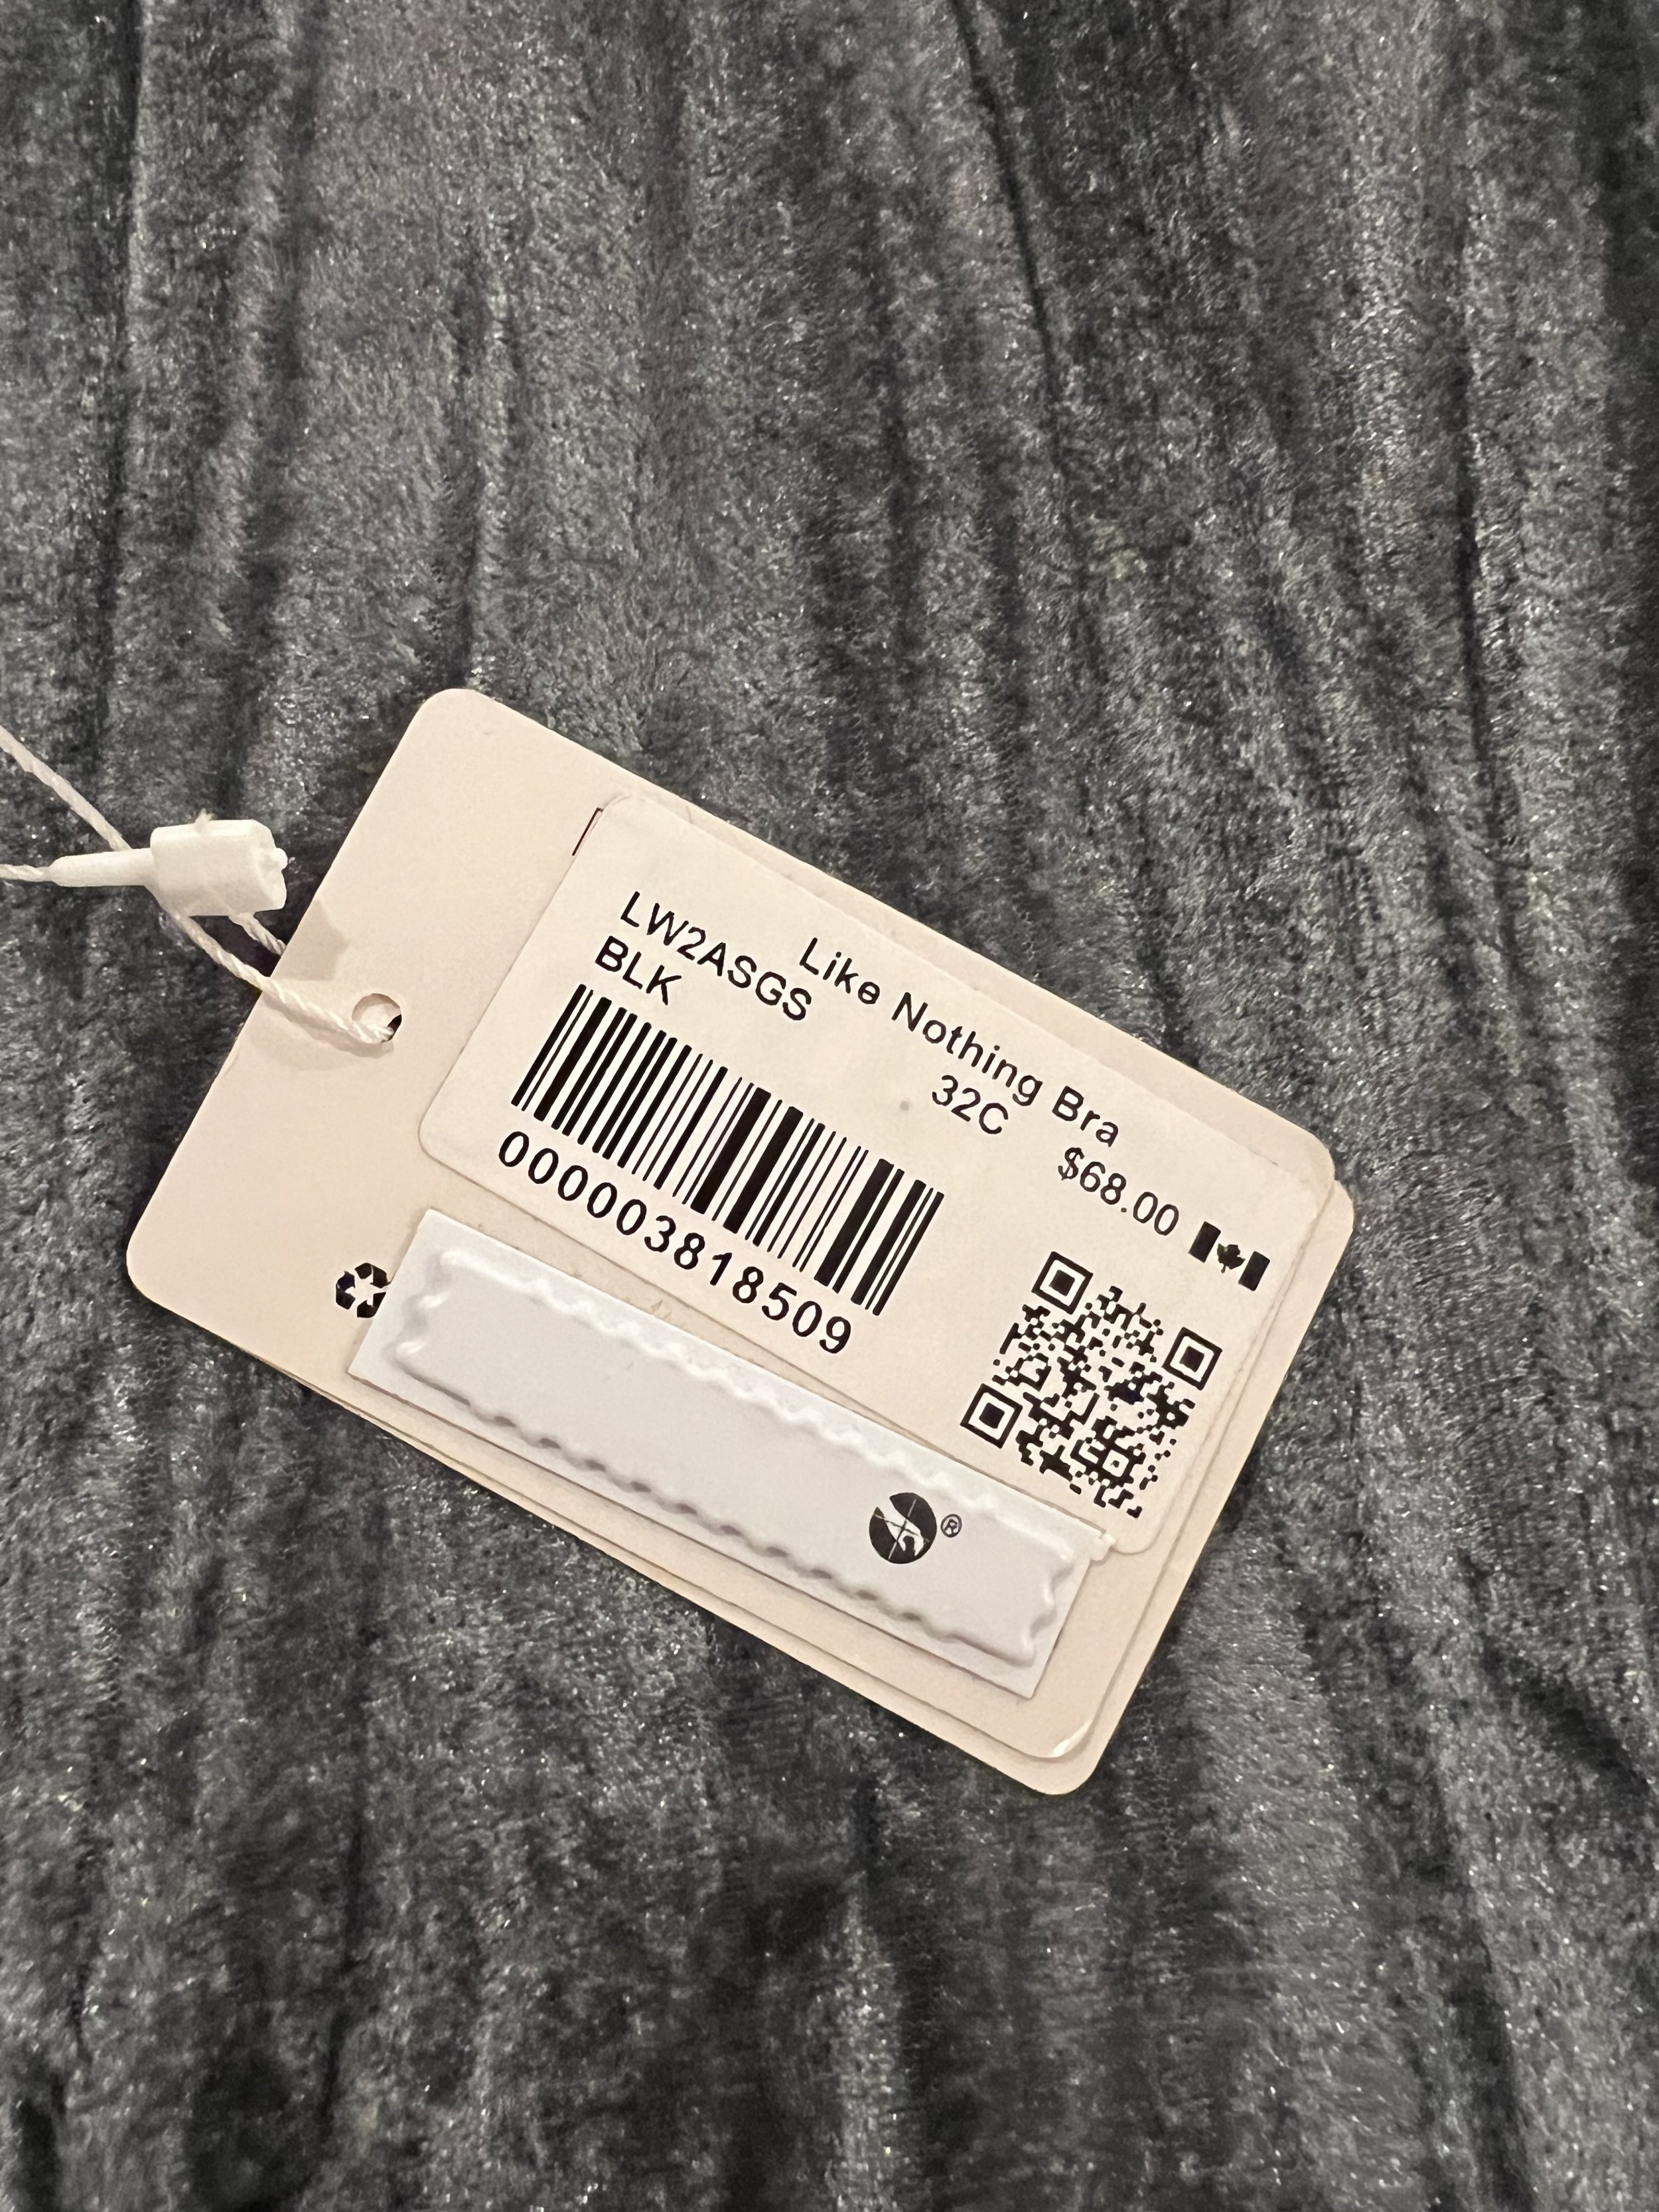 Like Nothing Bra
LW2ASGS 32C $68.00
BLK
000003818509
®